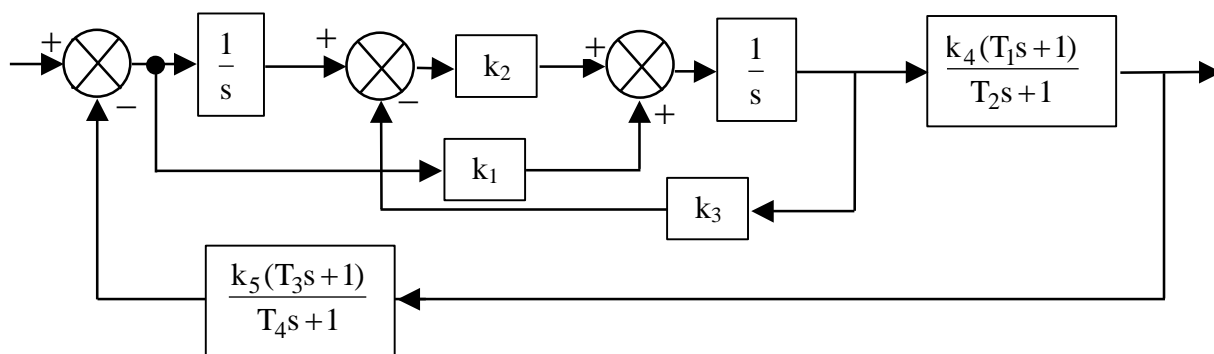 + − 1/s + − k₂ + + 1/s k₄(T₁s+1)/T₂s+1
k₁
k₃
k₅(T₃s+1)/T₄s+1